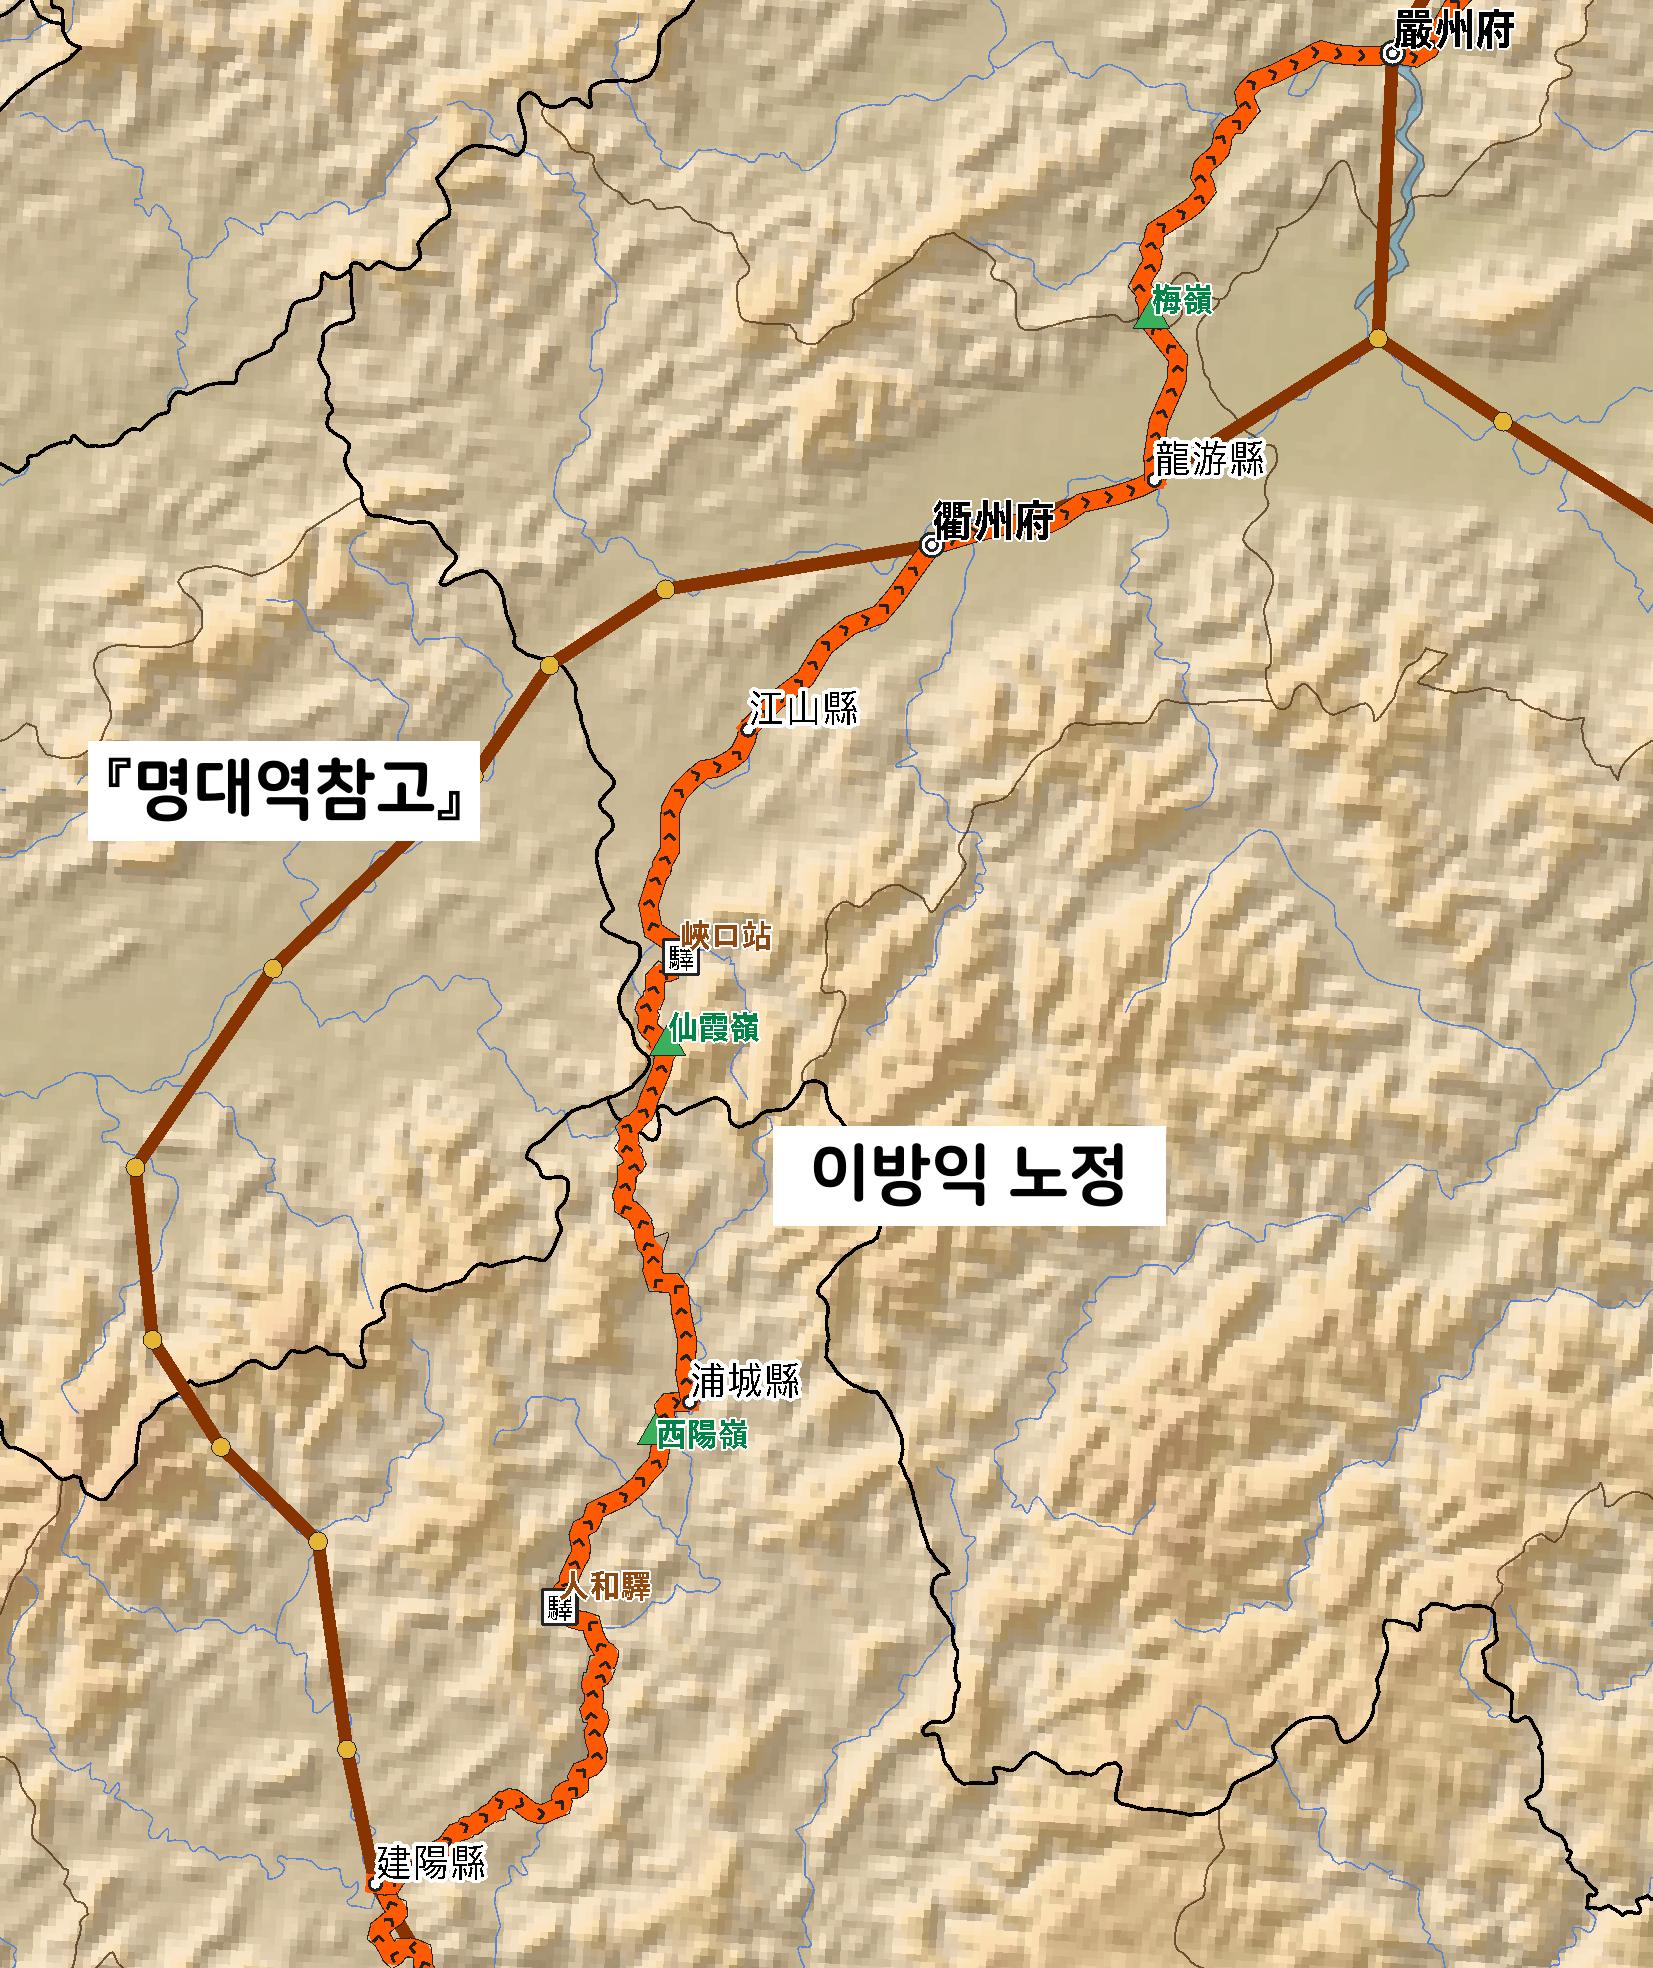 嚴州府
梅嶺
龍游縣
衢州府
江山縣
『명대역참고』
峽口站
驛
仙霞嶺
이방익 노정
浦城縣
西陽嶺
人和驛
驛
建陽縣